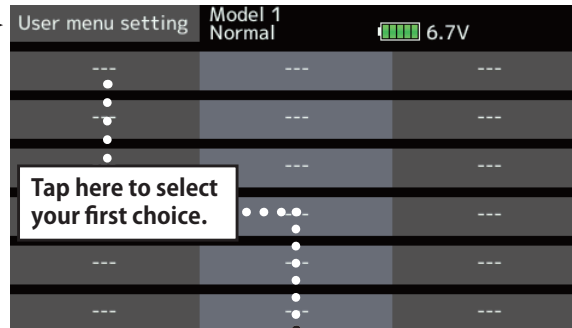 User menu setting
Model 1
Normal
6.7V
--- --- ---
--- --- ---
--- ---
Tap here to select
your first choice.
--- ---
--- --- ---
--- --- ---